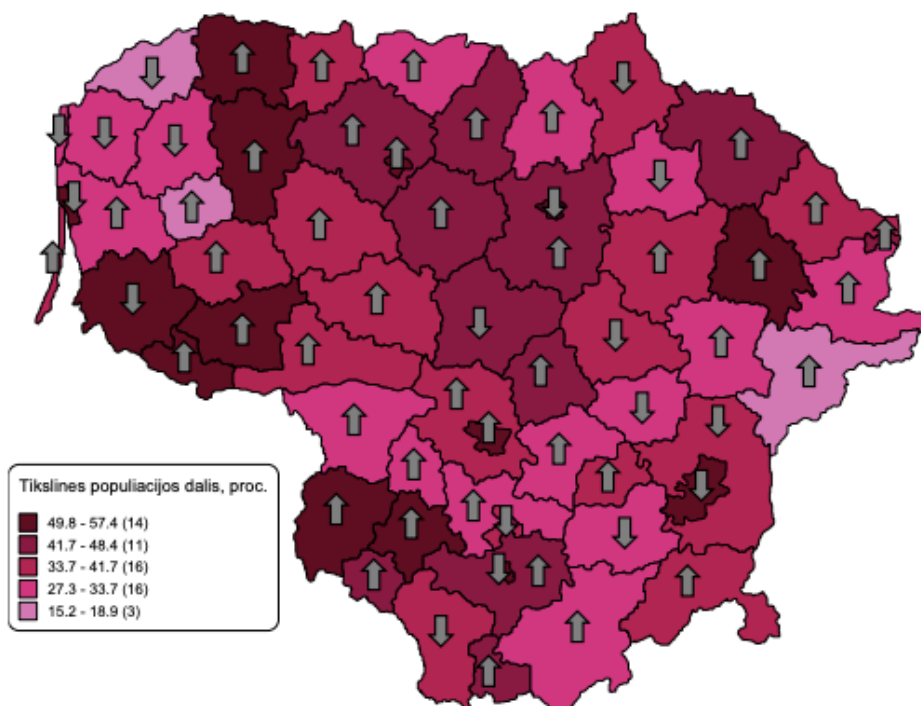 Tikslines populiacijos dalis, proc.
49.8 - 57.4 (14)
41.7 - 48.4 (11)
33.7 - 41.7 (16)
27.3 - 33.7 (16)
15.2 - 18.9 (3)